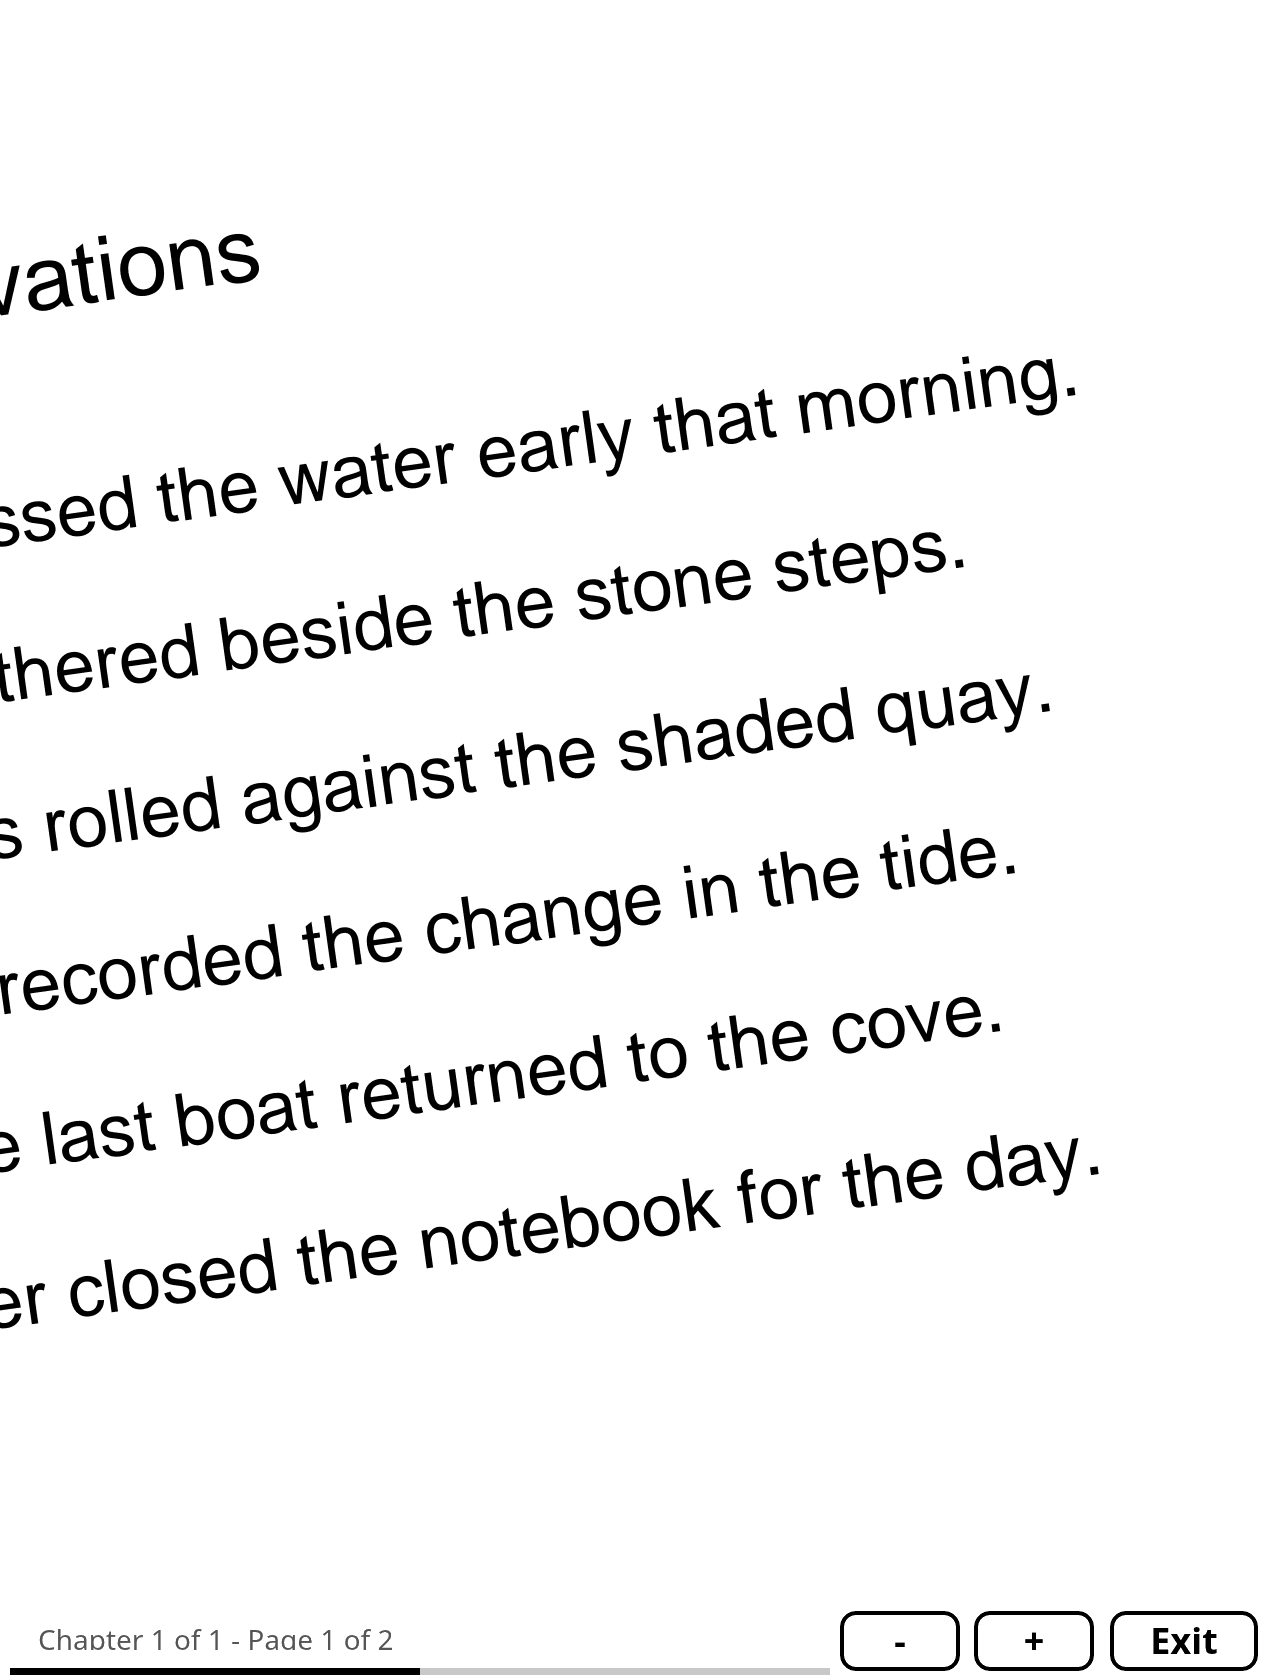 vations
ssed the water early that morning.
thered beside the stone steps.
s rolled against the shaded quay.
recorded the change in the tide.
e last boat returned to the cove.
er closed the notebook for the day.
Chapter 1 of 1 - Page 1 of 2
- + Exit